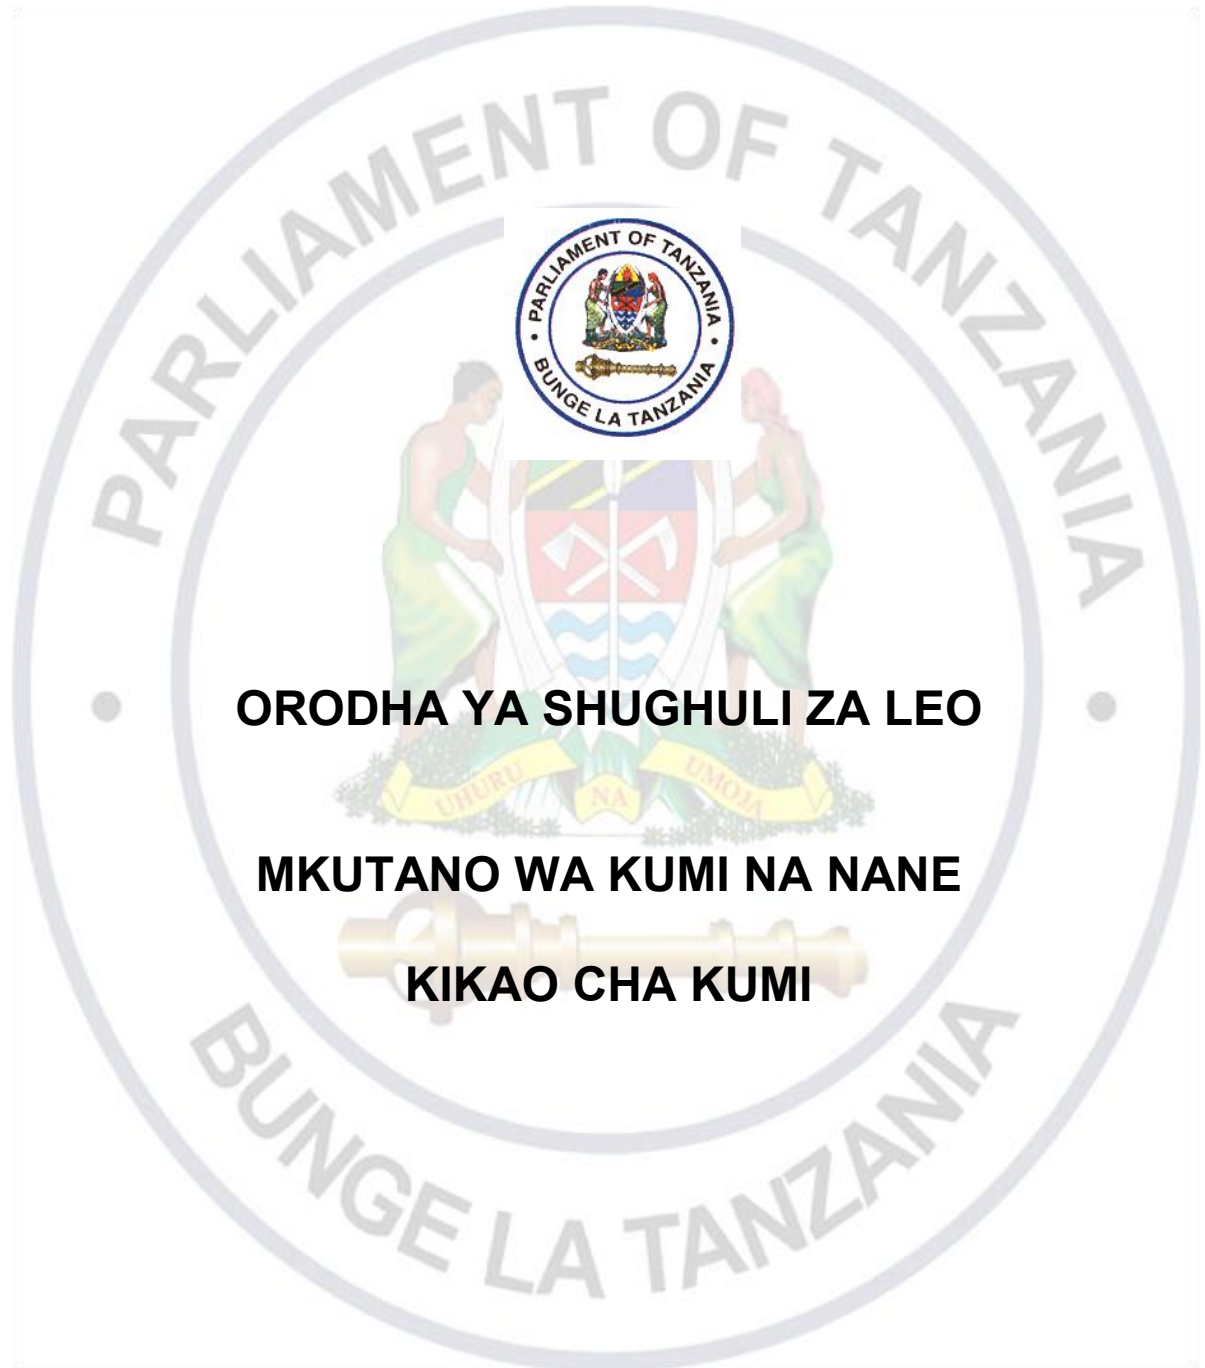 PARLIAMENT OF TANZANIA
PARLIAMENT OF TANZANIA
BUNGE LA TANZANIA
ORODHA YA SHUGHULI ZA LEO
UHURU NA UMOJA
MKUTANO WA KUMI NA NANE
KIKAO CHA KUMI
BUNGE LA TANZANIA